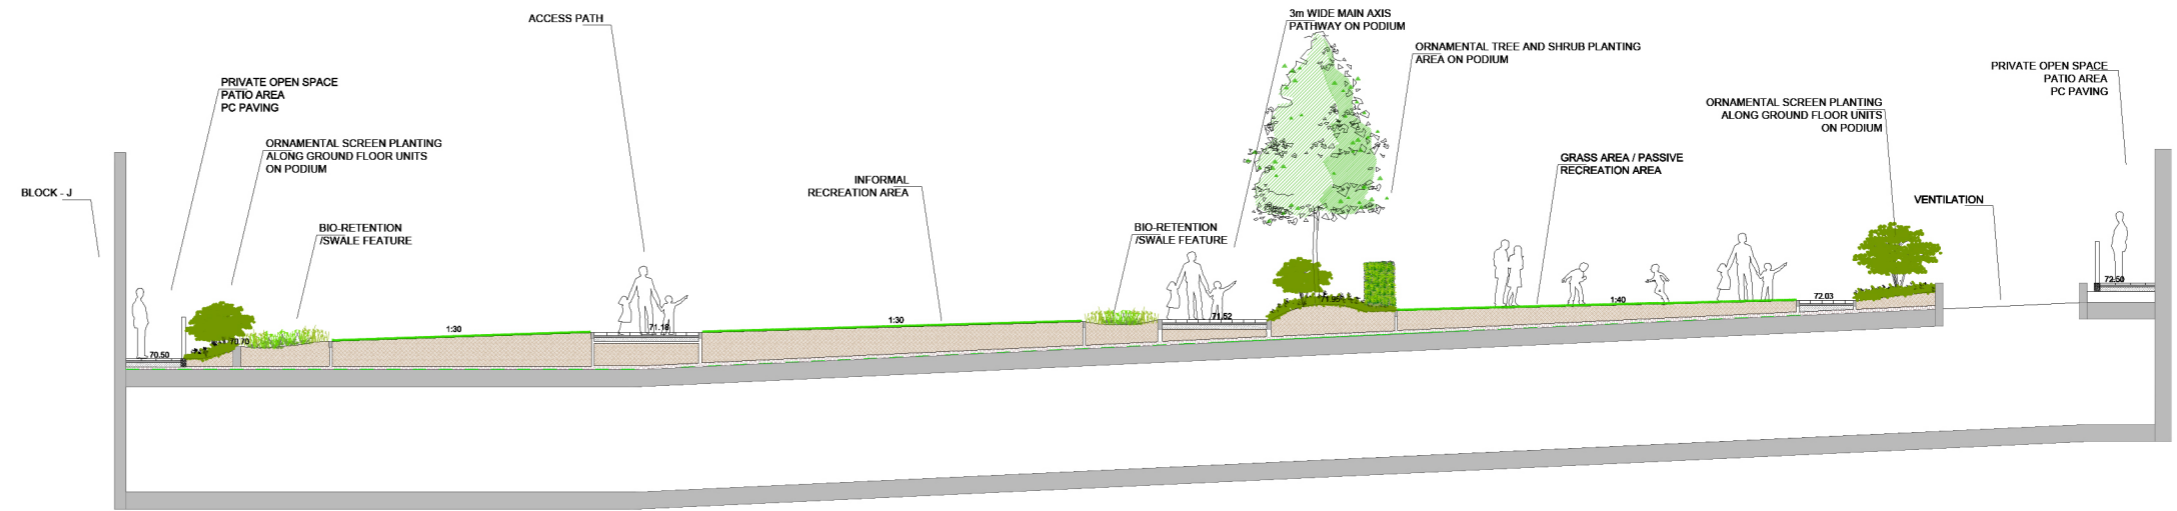 ACCESS PATH
3m WIDE MAIN AXIS
PATHWAY ON PODIUM
ORNAMENTAL TREE AND SHRUB PLANTING
AREA ON PODIUM
PRIVATE OPEN SPACE
PATIO AREA
PC PAVING
PRIVATE OPEN SPACE
PATIO AREA
PC PAVING
ORNAMENTAL SCREEN PLANTING
ALONG GROUND FLOOR UNITS
ON PODIUM
ORNAMENTAL SCREEN PLANTING
ALONG GROUND FLOOR UNITS
ON PODIUM
GRASS AREA / PASSIVE
RECREATION AREA
BLOCK - J
INFORMAL
RECREATION AREA
VENTILATION
BIO-RETENTION
/SWALE FEATURE
BIO-RETENTION
/SWALE FEATURE
72.50
72.03
1:40
71.52
1:30
71.18
1:30
70.70
70.50